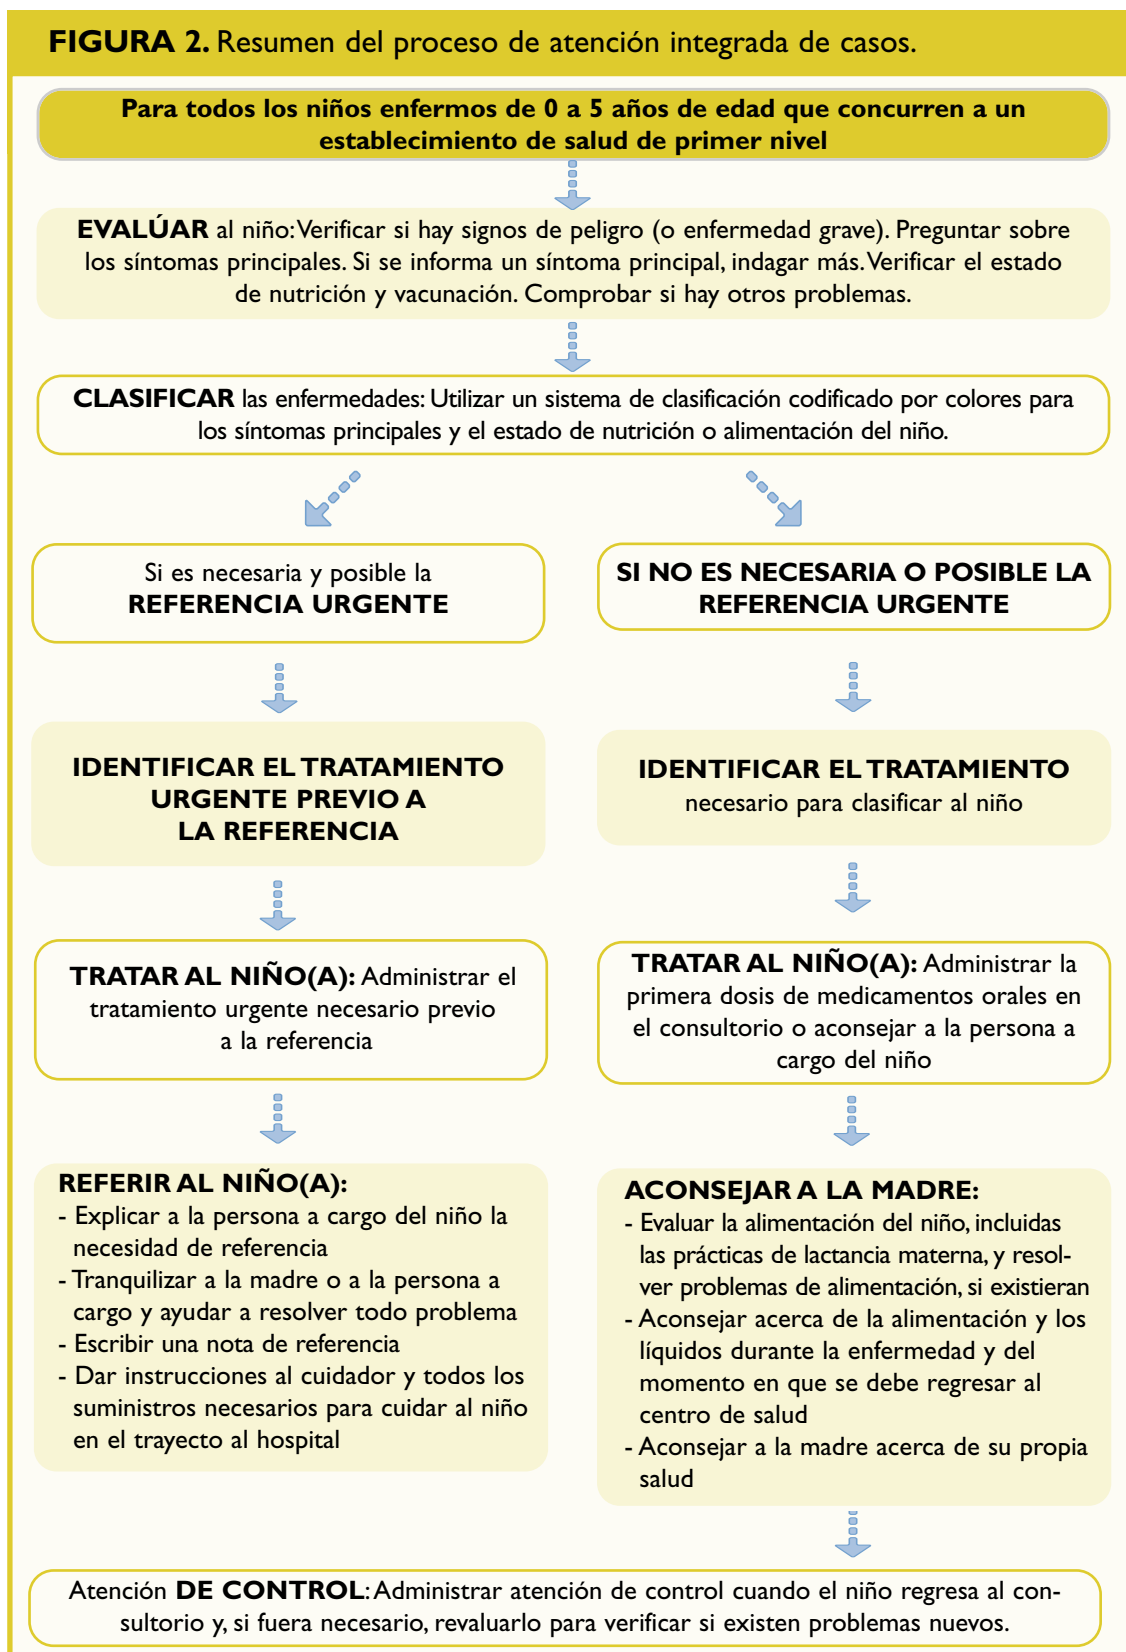 FIGURA 2. Resumen del proceso de atención integrada de casos.
Para todos los niños enfermos de 0 a 5 años de edad que concurren a un
establecimiento de salud de primer nivel
EVALÚAR al niño: Verificar si hay signos de peligro (o enfermedad grave). Preguntar sobre
los síntomas principales. Si se informa un síntoma principal, indagar más. Verificar el estado
de nutrición y vacunación. Comprobar si hay otros problemas.
CLASIFICAR las enfermedades: Utilizar un sistema de clasificación codificado por colores para
los síntomas principales y el estado de nutrición o alimentación del niño.
Si es necesaria y posible la
REFERENCIA URGENTE
IDENTIFICAR EL TRATAMIENTO
URGENTE PREVIO A
LA REFERENCIA
TRATAR AL NIÑO(A): Administrar el
tratamiento urgente necesario previo
a la referencia
REFERIR AL NIÑO(A):
- Explicar a la persona a cargo del niño la
necesidad de referencia
- Tranquilizar a la madre o a la persona a
cargo y ayudar a resolver todo problema
- Escribir una nota de referencia
- Dar instrucciones al cuidador y todos los
suministros necesarios para cuidar al niño
en el trayecto al hospital
SI NO ES NECESARIA O POSIBLE LA
REFERENCIA URGENTE
IDENTIFICAR EL TRATAMIENTO
necesario para clasificar al niño
TRATAR AL NIÑO(A): Administrar la
primera dosis de medicamentos orales en
el consultorio o aconsejar a la persona a
cargo del niño
ACONSEJAR A LA MADRE:
- Evaluar la alimentación del niño, incluidas
las prácticas de lactancia materna, y resol-
ver problemas de alimentación, si existieran
- Aconsejar acerca de la alimentación y los
líquidos durante la enfermedad y del
momento en que se debe regresar al
centro de salud
- Aconsejar a la madre acerca de su propia
salud
Atención DE CONTROL: Administrar atención de control cuando el niño regresa al con-
sultorio y, si fuera necesario, revaluarlo para verificar si existen problemas nuevos.